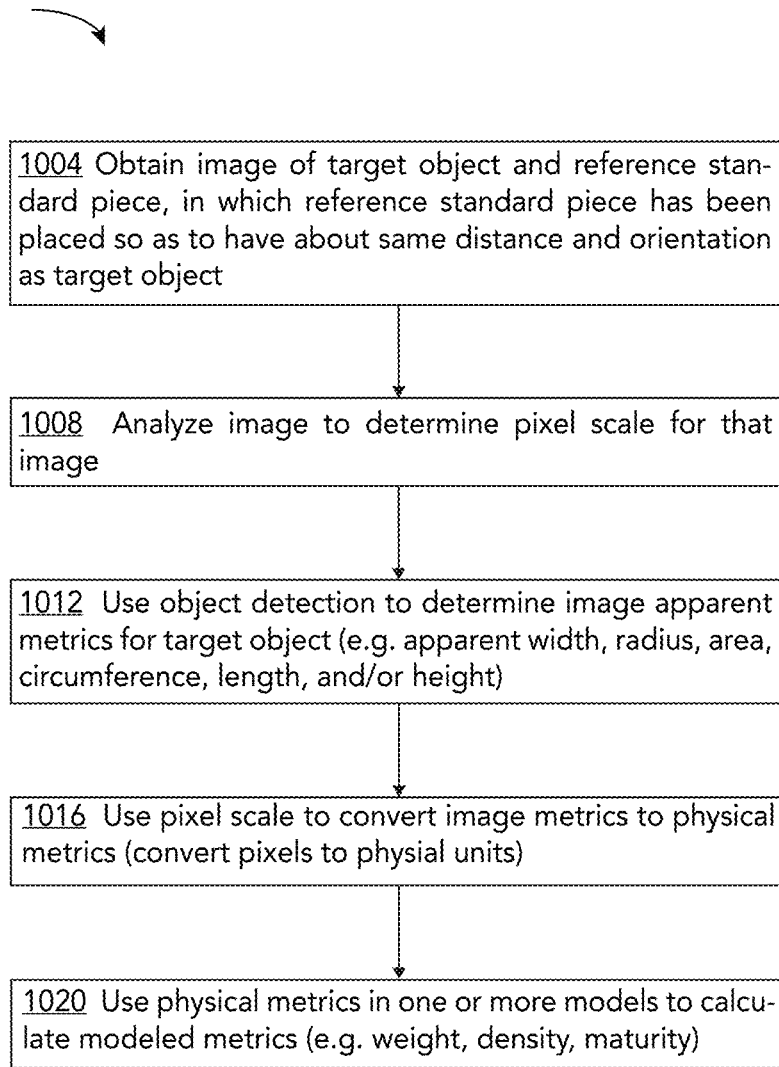 1004 Obtain image of target object and reference stan-
dard piece, in which reference standard piece has been
placed so as to have about same distance and orientation
as target object
1008 Analyze image to determine pixel scale for that
image
1012 Use object detection to determine image apparent
metrics for target object (e.g. apparent width, radius, area,
circumference, length, and/or height)
1016 Use pixel scale to convert image metrics to physical
metrics (convert pixels to physial units)
1020 Use physical metrics in one or more models to calcu-
late modeled metrics (e.g. weight, density, maturity)